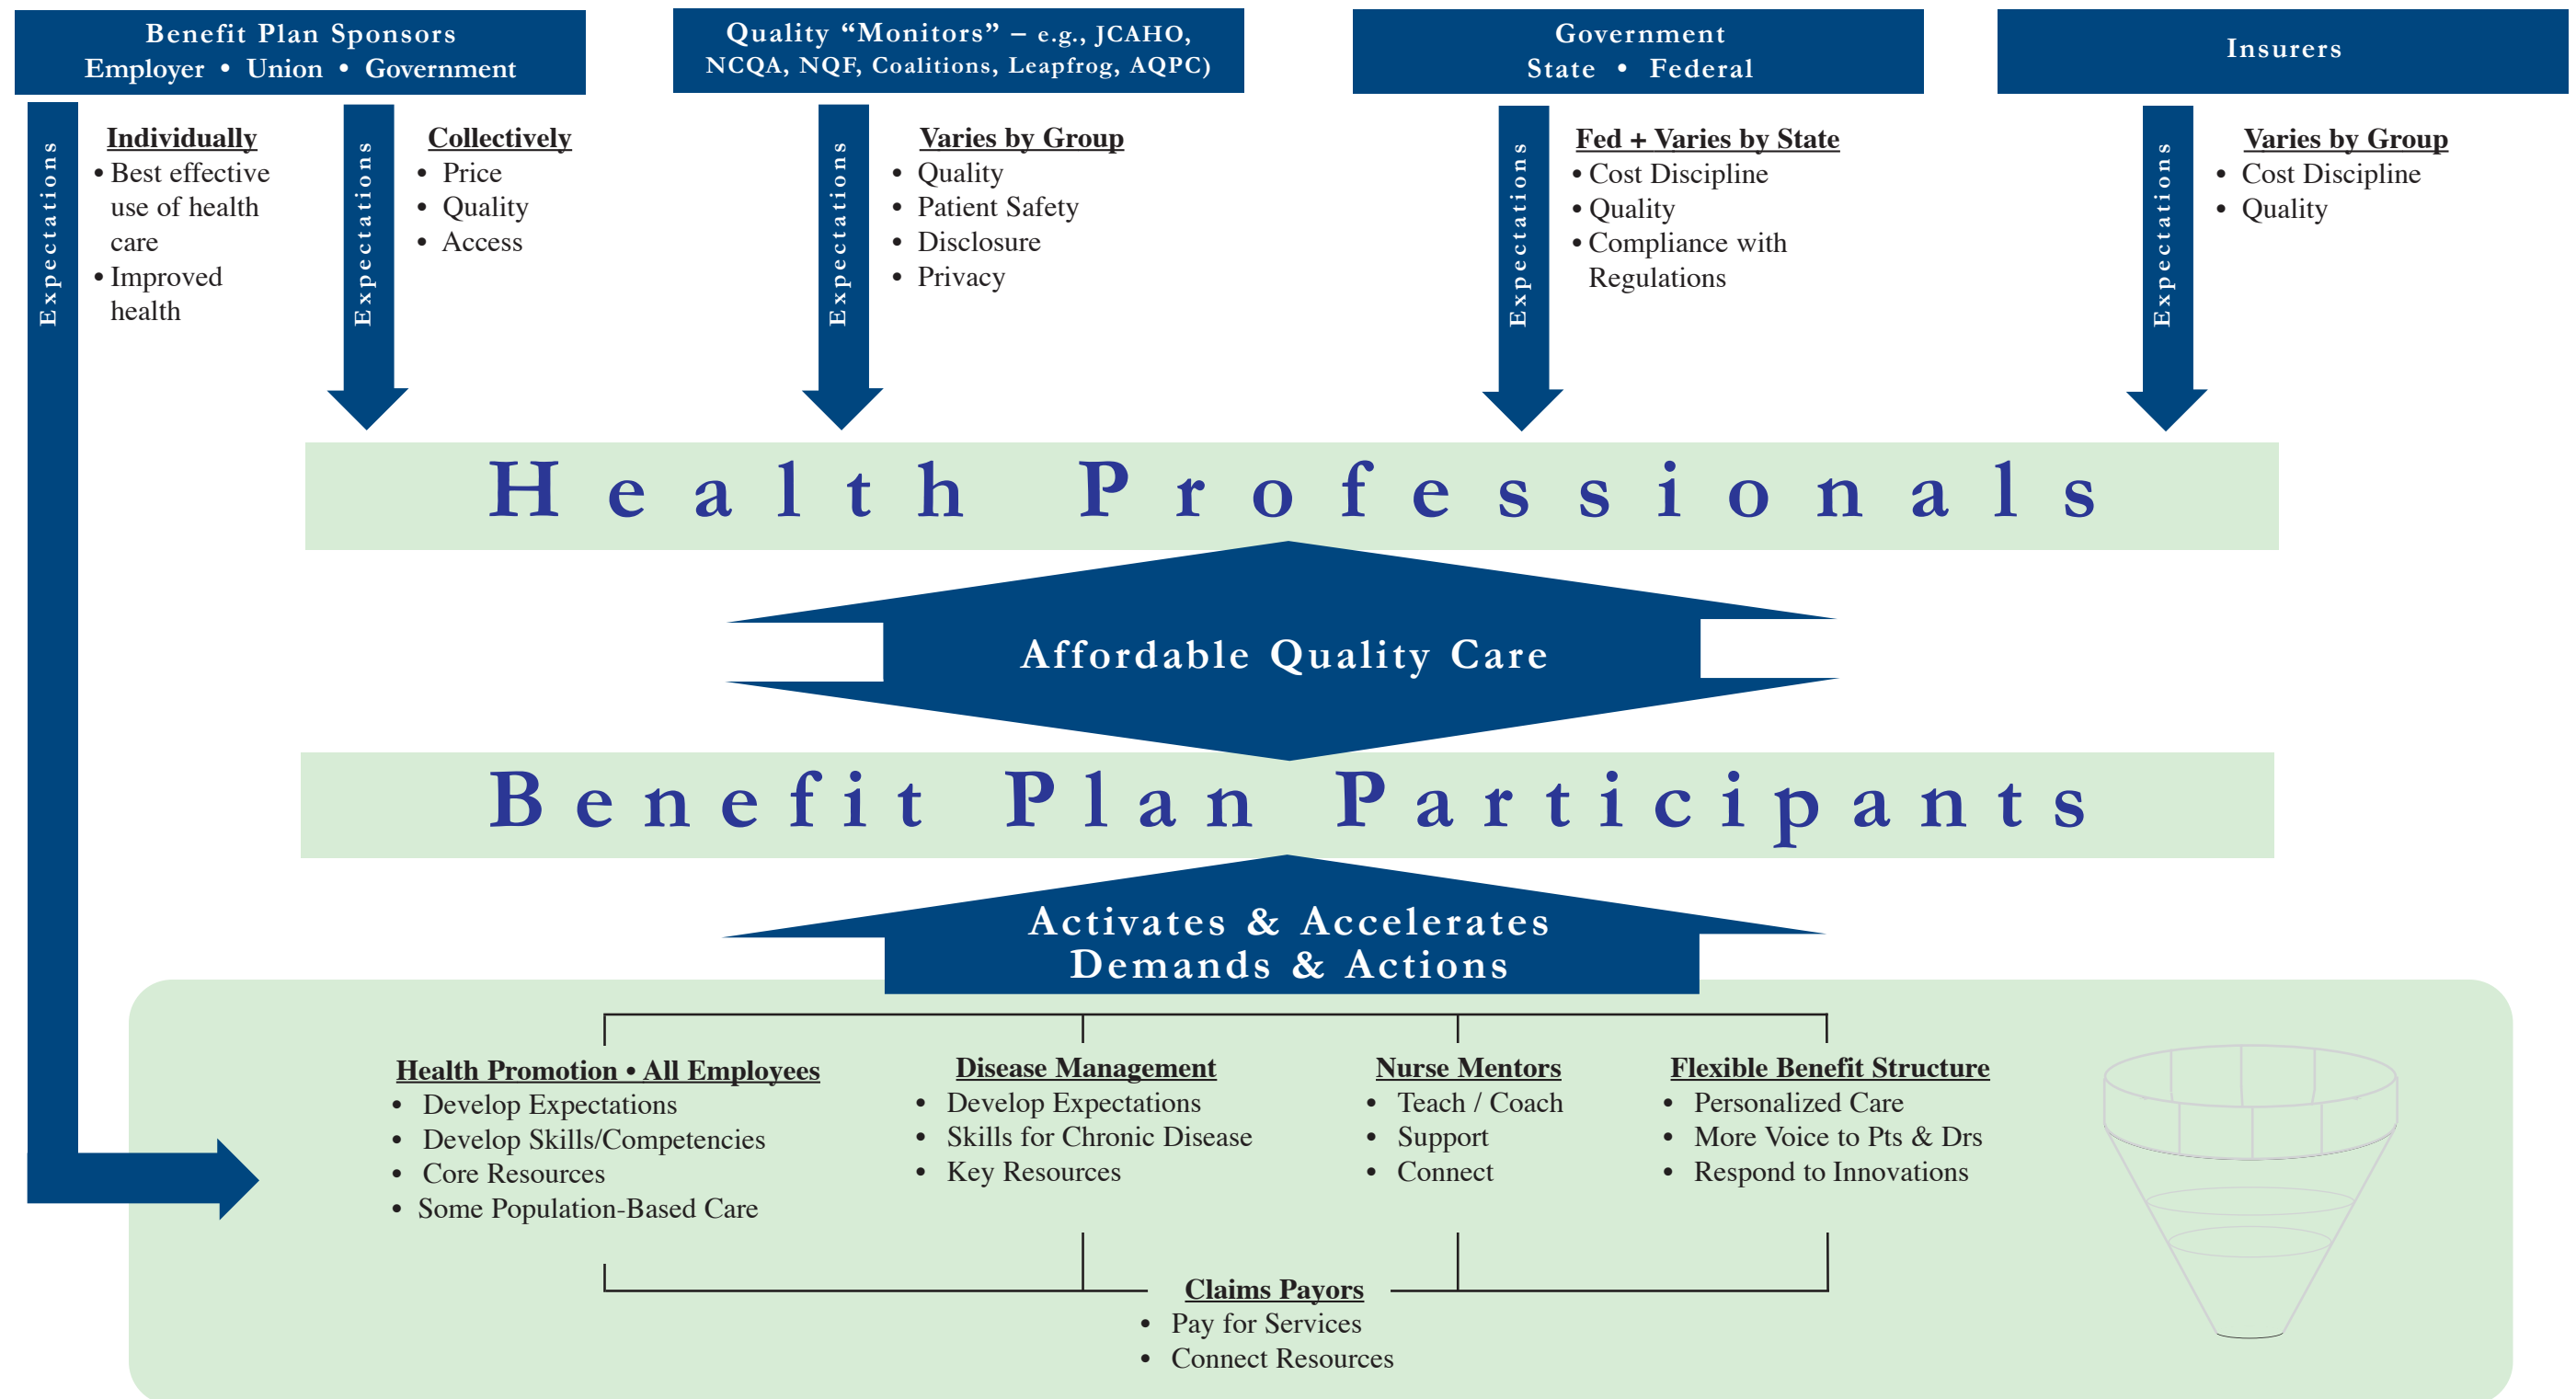 Benefit Plan Sponsors
Employer • Union • Government
Quality “Monitors” – e.g., JCAHO,
NCQA, NQF, Coalitions, Leapfrog, AQPC)
Government
State • Federal
Insurers
Expectations
Individually
• Best effective
use of health
care
• Improved
health
Expectations
Collectively
• Price
• Quality
• Access
Expectations
Varies by Group
• Quality
• Patient Safety
• Disclosure
• Privacy
Expectations
Fed + Varies by State
• Cost Discipline
• Quality
• Compliance with
Regulations
Expectations
Varies by Group
• Cost Discipline
• Quality
Health Professionals
Affordable Quality Care
Benefit Plan Participants
Activates & Accelerates
Demands & Actions
Health Promotion • All Employees
• Develop Expectations
• Develop Skills/Competencies
• Core Resources
• Some Population-Based Care
Disease Management
• Develop Expectations
• Skills for Chronic Disease
• Key Resources
Nurse Mentors
• Teach / Coach
• Support
• Connect
Flexible Benefit Structure
• Personalized Care
• More Voice to Pts & Drs
• Respond to Innovations
Claims Payors
• Pay for Services
• Connect Resources